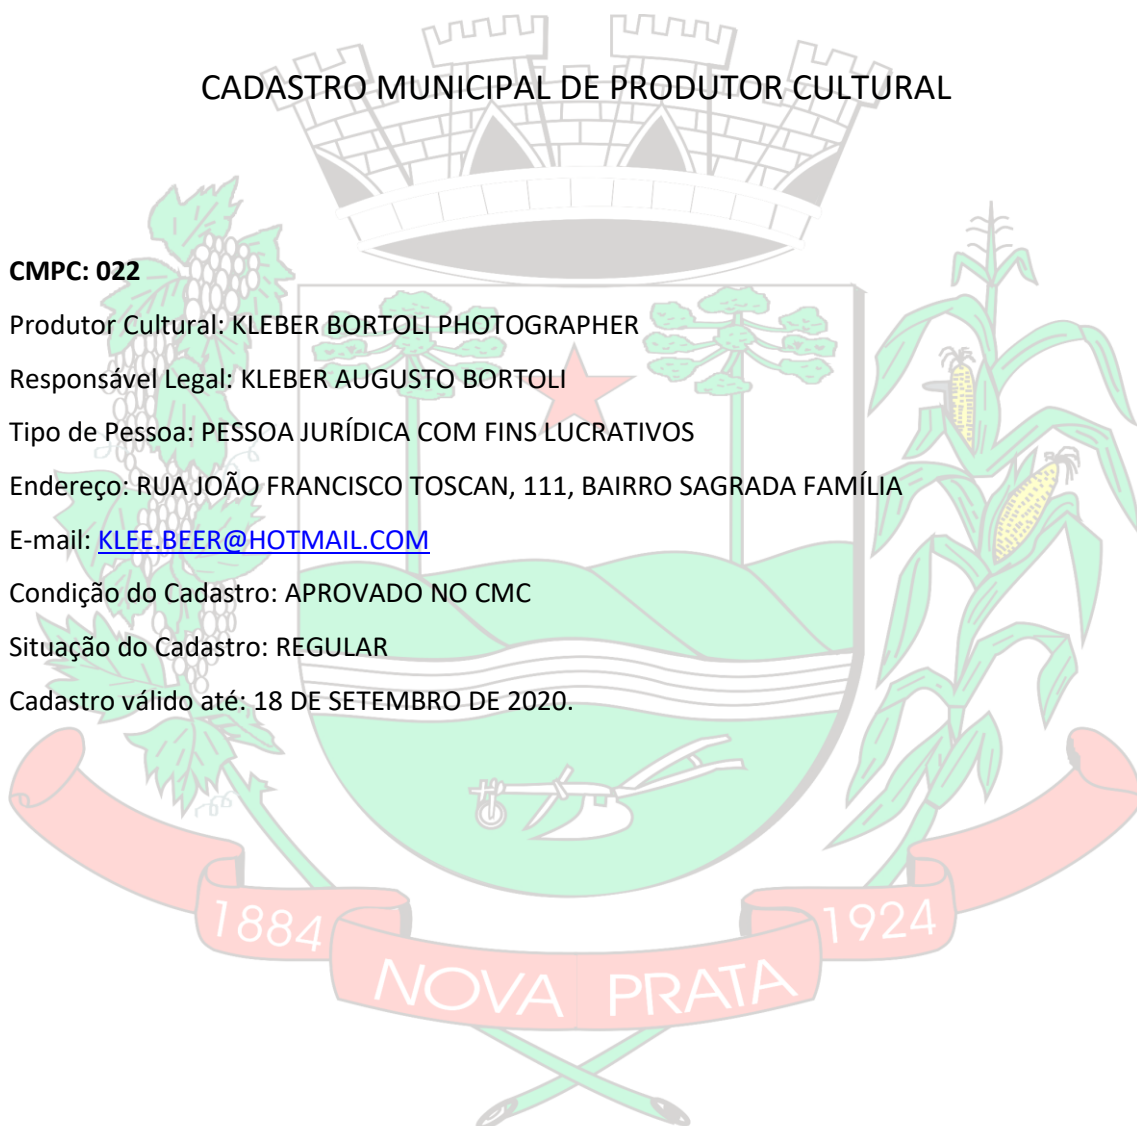 CADASTRO MUNICIPAL DE PRODUTOR CULTURAL
CMPC: 022
Produtor Cultural: KLEBER BORTOLI PHOTOGRAPHER
Responsável Legal: KLEBER AUGUSTO BORTOLI
Tipo de Pessoa: PESSOA JURÍDICA COM FINS LUCRATIVOS
Endereço: RUA JOÃO FRANCISCO TOSCAN, 111, BAIRRO SAGRADA FAMÍLIA
E-mail: KLEE.BEER@HOTMAIL.COM
Condição do Cadastro: APROVADO NO CMC
Situação do Cadastro: REGULAR
Cadastro válido até: 18 DE SETEMBRO DE 2020.
1884
1924
NOVA PRATA